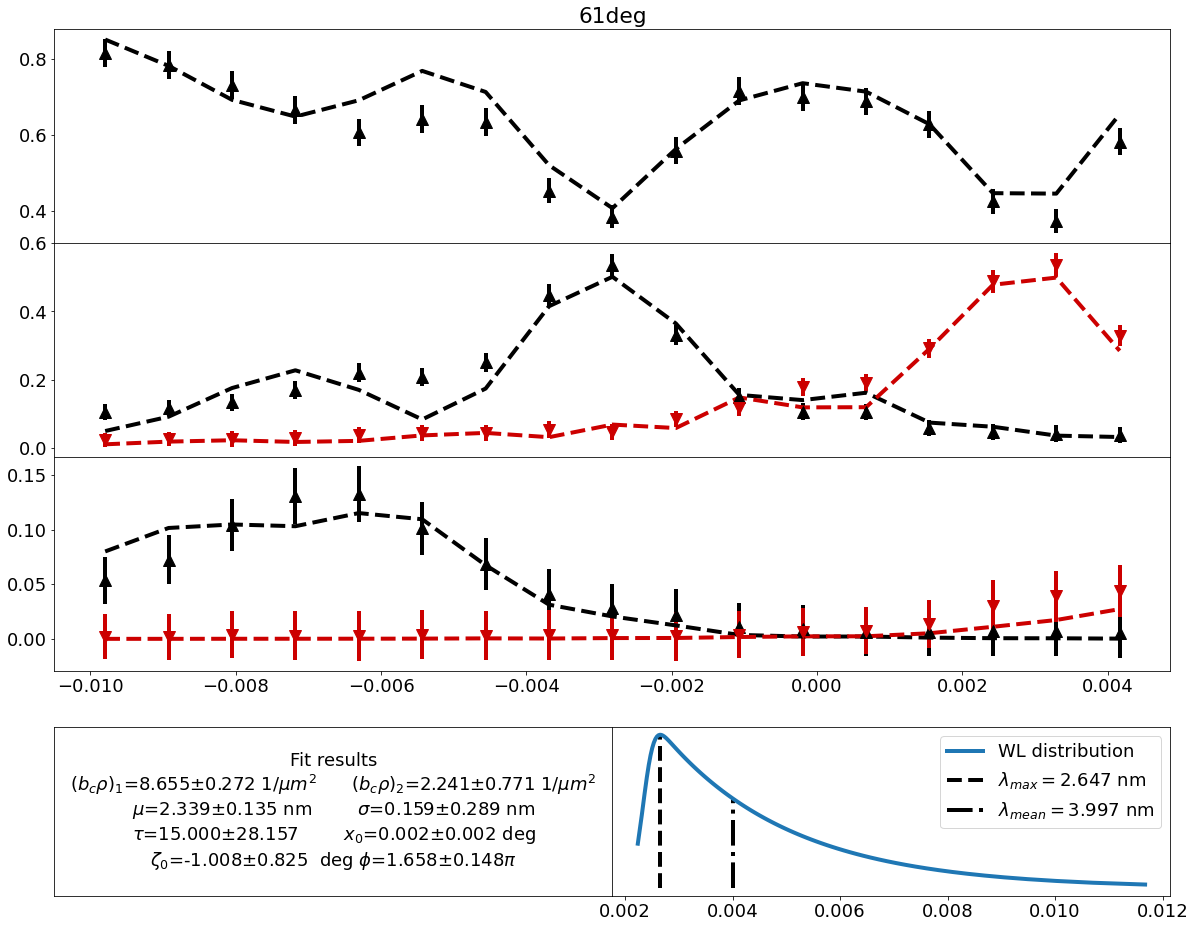 61deg
0.8
0.6
0.4
0.6
0.4
0.2
0.0
0.15
0.10
0.05
0.00
−0.010 −0.008 −0.006 −0.004 −0.002 0.000 0.002 0.004
Fit results
(b_cρ)_1=8.655±0.272 1/μm² (b_cρ)_2=2.241±0.771 1/μm²
μ=2.339±0.135 nm σ=0.159±0.289 nm
τ=15.000±28.157 x_0=0.002±0.002 deg
ζ_0=-1.008±0.825 deg ϕ=1.658±0.148π
WL distribution
λ_max = 2.647 nm
λ_mean = 3.997 nm
0.002 0.004 0.006 0.008 0.010 0.012